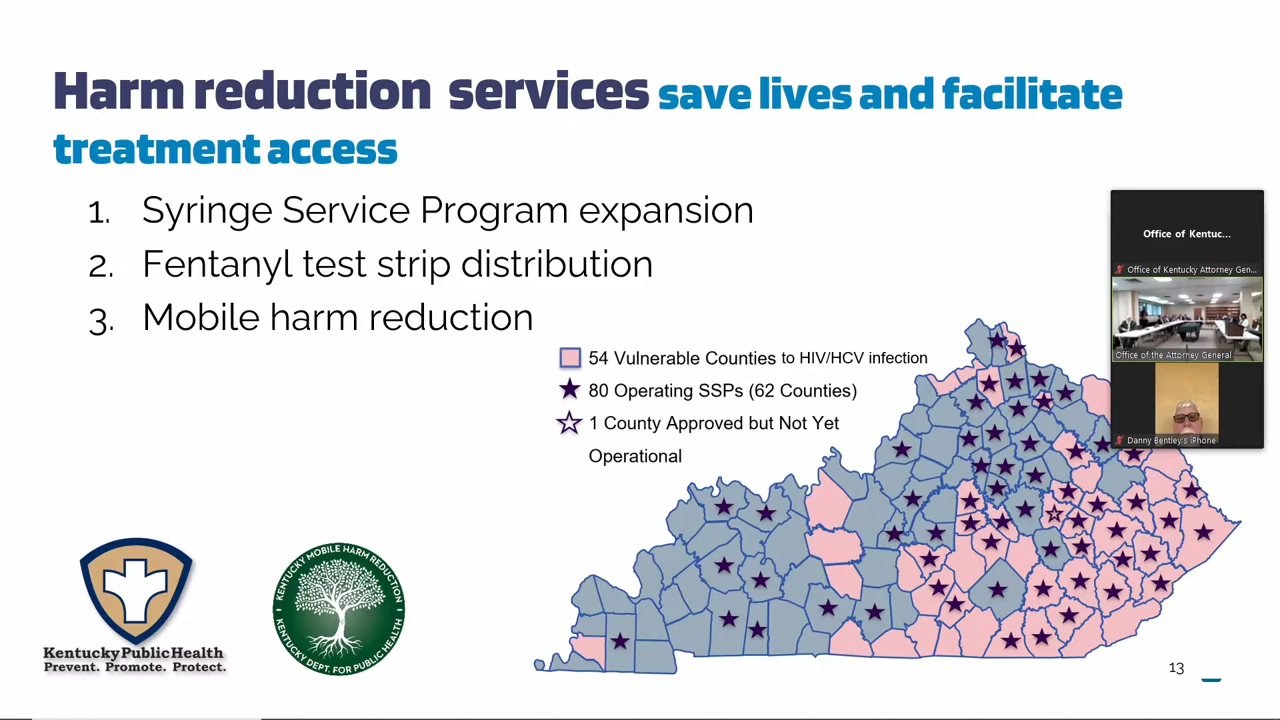 Harm reduction services save lives and facilitate
treatment access
1. Syringe Service Program expansion
2. Fentanyl test strip distribution
3. Mobile harm reduction
54 Vulnerable Counties to HIV/HCV infection
80 Operating SSPs (62 Counties)
1 County Approved but Not Yet
Operational
Office of Kentuc...
Office of Kentucky Attorney Gen...
Office of the Attorney General
Danny Bentley's iPhone
KentuckyPublicHealth
Prevent. Promote. Protect.
KENTUCKY MOBILE HARM REDUCTION
KENTUCKY DEPT. FOR PUBLIC HEALTH
13